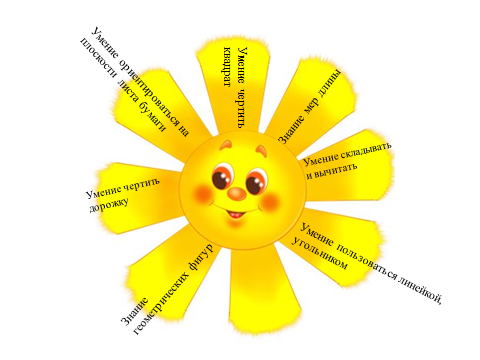 Умение ориентироваться на
плоскости листа бумаги
Умение чертить
квадрат
Знание мер длины
Умение складывать
и вычитать
Умение пользоваться линейкой,
угольником
Знание
геометрических фигур
Умение чертить
дорожку